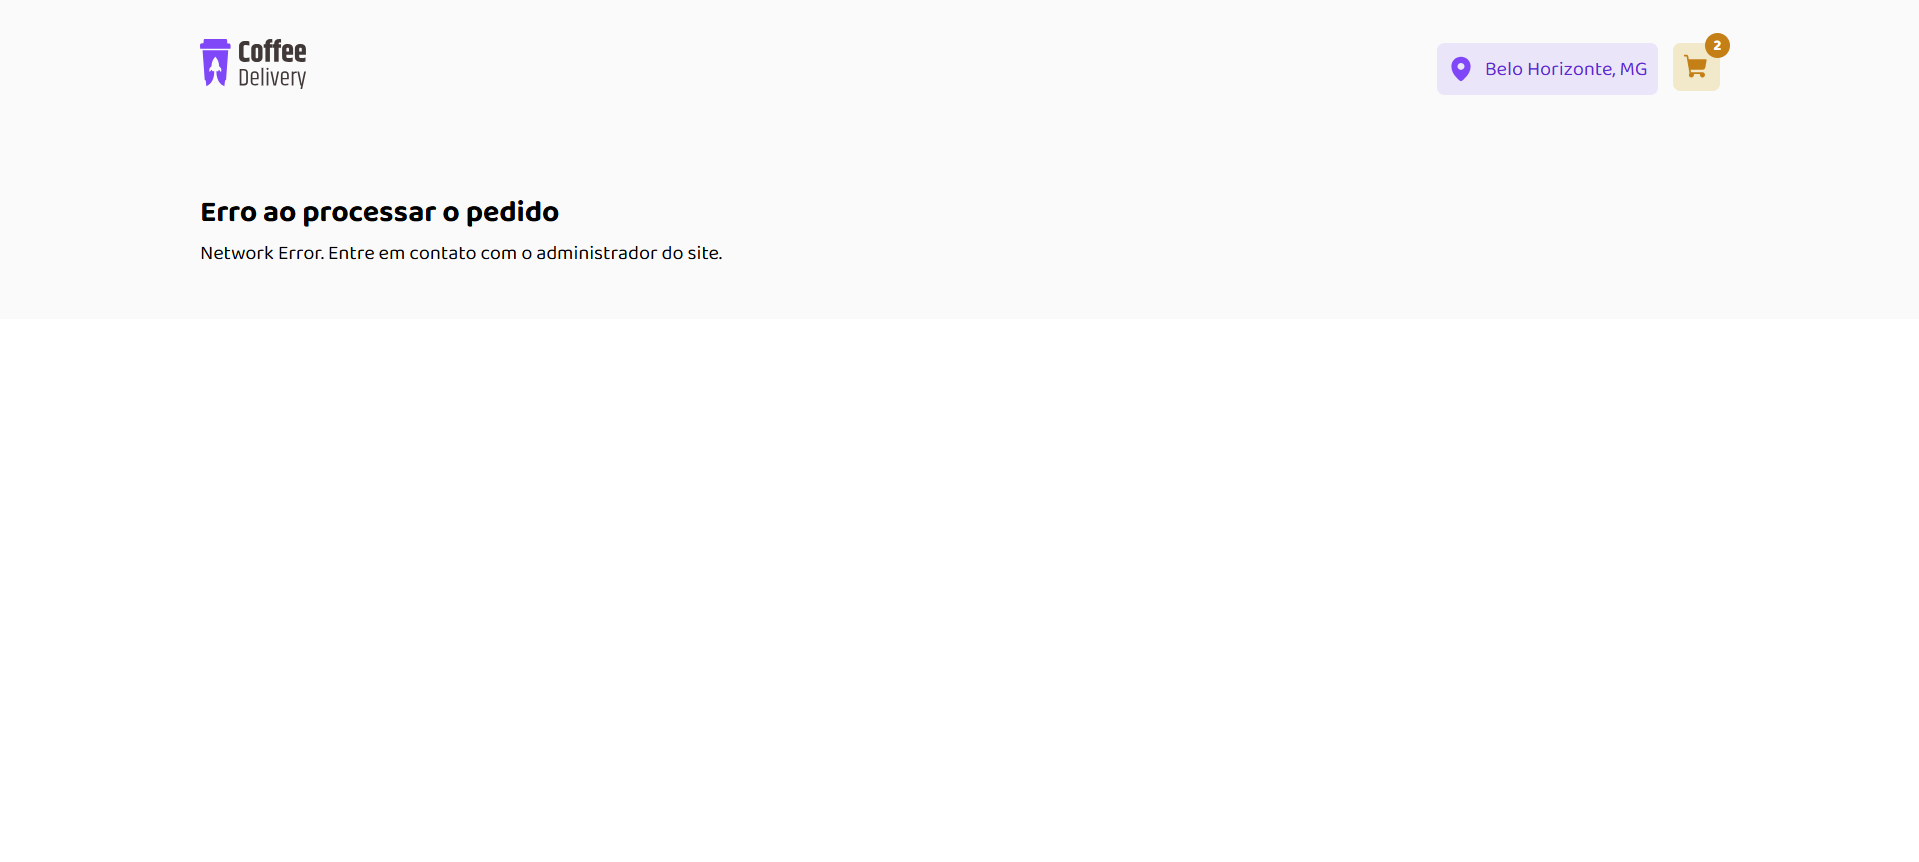 Coffee
Delivery
Belo Horizonte, MG
2
Erro ao processar o pedido
Network Error. Entre em contato com o administrador do site.